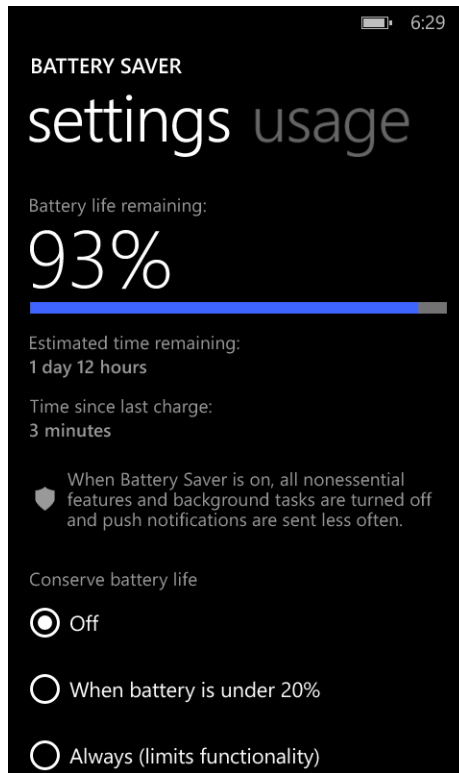 6:29
BATTERY SAVER
settings usage
Battery life remaining:
93%
Estimated time remaining:
1 day 12 hours
Time since last charge:
3 minutes
When Battery Saver is on, all nonessential
features and background tasks are turned off
and push notifications are sent less often.
Conserve battery life
Off
When battery is under 20%
Always (limits functionality)